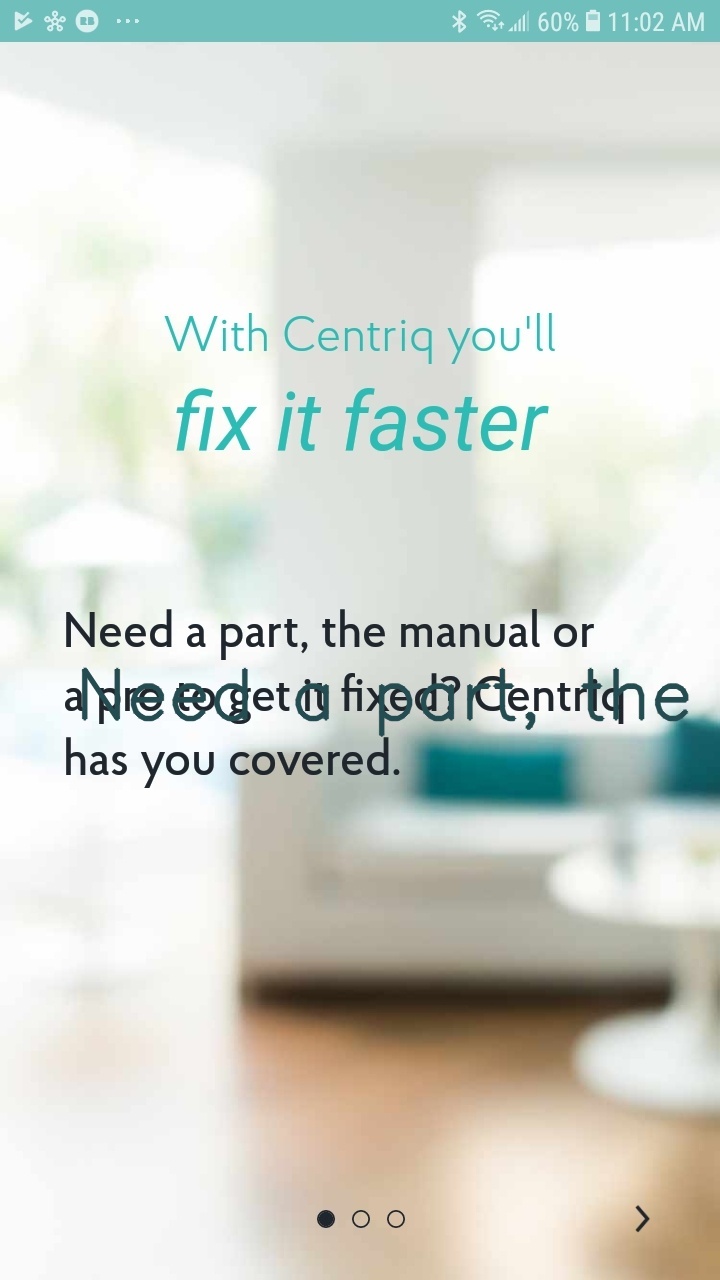 60% 11:02 AM
With Centriq you'll
fix it faster
Need a part, the manual or
a pro to get it fixed? Centriq
Need a part, the
has you covered.